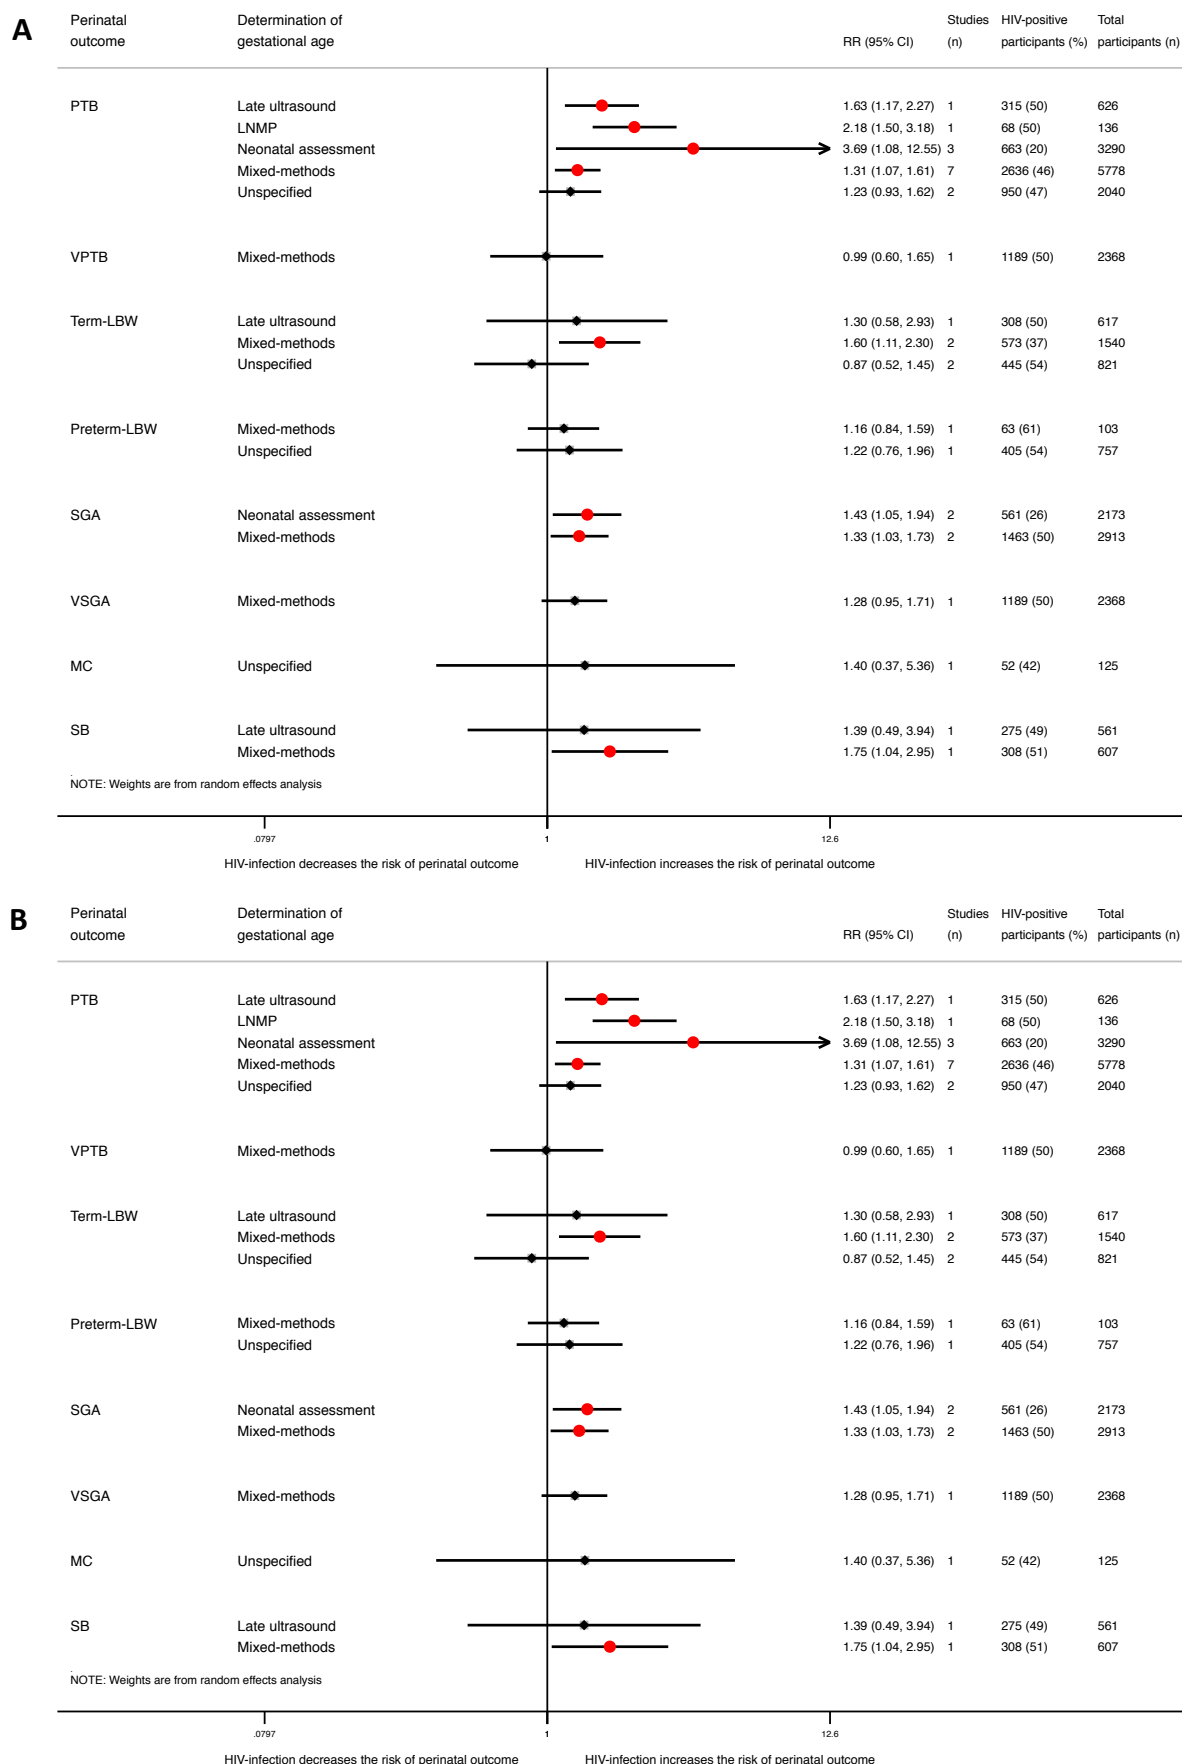 A
Perinatal Determination of Studies HIV-positive Total
outcome gestational age RR (95% CI) (n) participants (%) participants (n)
PTB Late ultrasound 1.63 (1.17, 2.27) 1 315 (50) 626
LNMP 2.18 (1.50, 3.18) 1 68 (50) 136
Neonatal assessment 3.69 (1.08, 12.55) 3 663 (20) 3290
Mixed-methods 1.31 (1.07, 1.61) 7 2636 (46) 5778
Unspecified 1.23 (0.93, 1.62) 2 950 (47) 2040
VPTB Mixed-methods 0.99 (0.60, 1.65) 1 1189 (50) 2368
Term-LBW Late ultrasound 1.30 (0.58, 2.93) 1 308 (50) 617
Mixed-methods 1.60 (1.11, 2.30) 2 573 (37) 1540
Unspecified 0.87 (0.52, 1.45) 2 445 (54) 821
Preterm-LBW Mixed-methods 1.16 (0.84, 1.59) 1 63 (61) 103
Unspecified 1.22 (0.76, 1.96) 1 405 (54) 757
SGA Neonatal assessment 1.43 (1.05, 1.94) 2 561 (26) 2173
Mixed-methods 1.33 (1.03, 1.73) 2 1463 (50) 2913
VSGA Mixed-methods 1.28 (0.95, 1.71) 1 1189 (50) 2368
MC Unspecified 1.40 (0.37, 5.36) 1 52 (42) 125
SB Late ultrasound 1.39 (0.49, 3.94) 1 275 (49) 561
Mixed-methods 1.75 (1.04, 2.95) 1 308 (51) 607
.
NOTE: Weights are from random effects analysis
.0797 1 12.6
HIV-infection decreases the risk of perinatal outcome HIV-infection increases the risk of perinatal outcome
B
Perinatal Determination of Studies HIV-positive Total
outcome gestational age RR (95% CI) (n) participants (%) participants (n)
PTB Late ultrasound 1.63 (1.17, 2.27) 1 315 (50) 626
LNMP 2.18 (1.50, 3.18) 1 68 (50) 136
Neonatal assessment 3.69 (1.08, 12.55) 3 663 (20) 3290
Mixed-methods 1.31 (1.07, 1.61) 7 2636 (46) 5778
Unspecified 1.23 (0.93, 1.62) 2 950 (47) 2040
VPTB Mixed-methods 0.99 (0.60, 1.65) 1 1189 (50) 2368
Term-LBW Late ultrasound 1.30 (0.58, 2.93) 1 308 (50) 617
Mixed-methods 1.60 (1.11, 2.30) 2 573 (37) 1540
Unspecified 0.87 (0.52, 1.45) 2 445 (54) 821
Preterm-LBW Mixed-methods 1.16 (0.84, 1.59) 1 63 (61) 103
Unspecified 1.22 (0.76, 1.96) 1 405 (54) 757
SGA Neonatal assessment 1.43 (1.05, 1.94) 2 561 (26) 2173
Mixed-methods 1.33 (1.03, 1.73) 2 1463 (50) 2913
VSGA Mixed-methods 1.28 (0.95, 1.71) 1 1189 (50) 2368
MC Unspecified 1.40 (0.37, 5.36) 1 52 (42) 125
SB Late ultrasound 1.39 (0.49, 3.94) 1 275 (49) 561
Mixed-methods 1.75 (1.04, 2.95) 1 308 (51) 607
.
NOTE: Weights are from random effects analysis
.0797 1 12.6
HIV-infection decreases the risk of perinatal outcome HIV-infection increases the risk of perinatal outcome